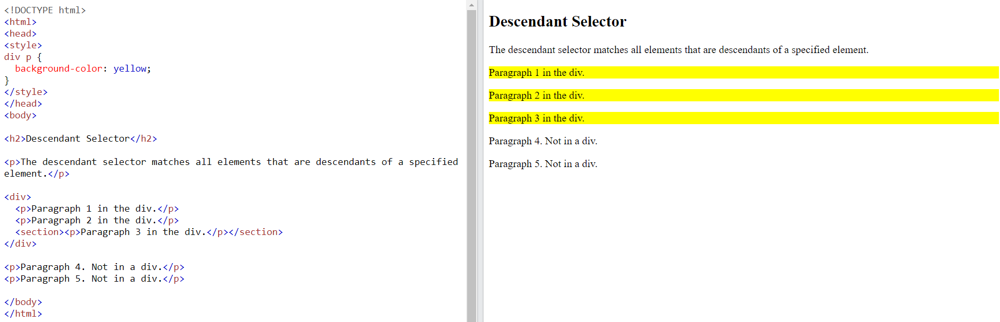 <!DOCTYPE html>
<html>
<head>
<style>
div p {
  background-color: yellow;
}
</style>
</head>
<body>
<h2>Descendant Selector</h2>
<p>The descendant selector matches all elements that are descendants of a specified
element.</p>
<div>
  <p>Paragraph 1 in the div.</p>
  <p>Paragraph 2 in the div.</p>
  <section><p>Paragraph 3 in the div.</p></section>
</div>
<p>Paragraph 4. Not in a div.</p>
<p>Paragraph 5. Not in a div.</p>
</body>
</html>
Descendant Selector
The descendant selector matches all elements that are descendants of a specified element.
Paragraph 1 in the div.
Paragraph 2 in the div.
Paragraph 3 in the div.
Paragraph 4. Not in a div.
Paragraph 5. Not in a div.